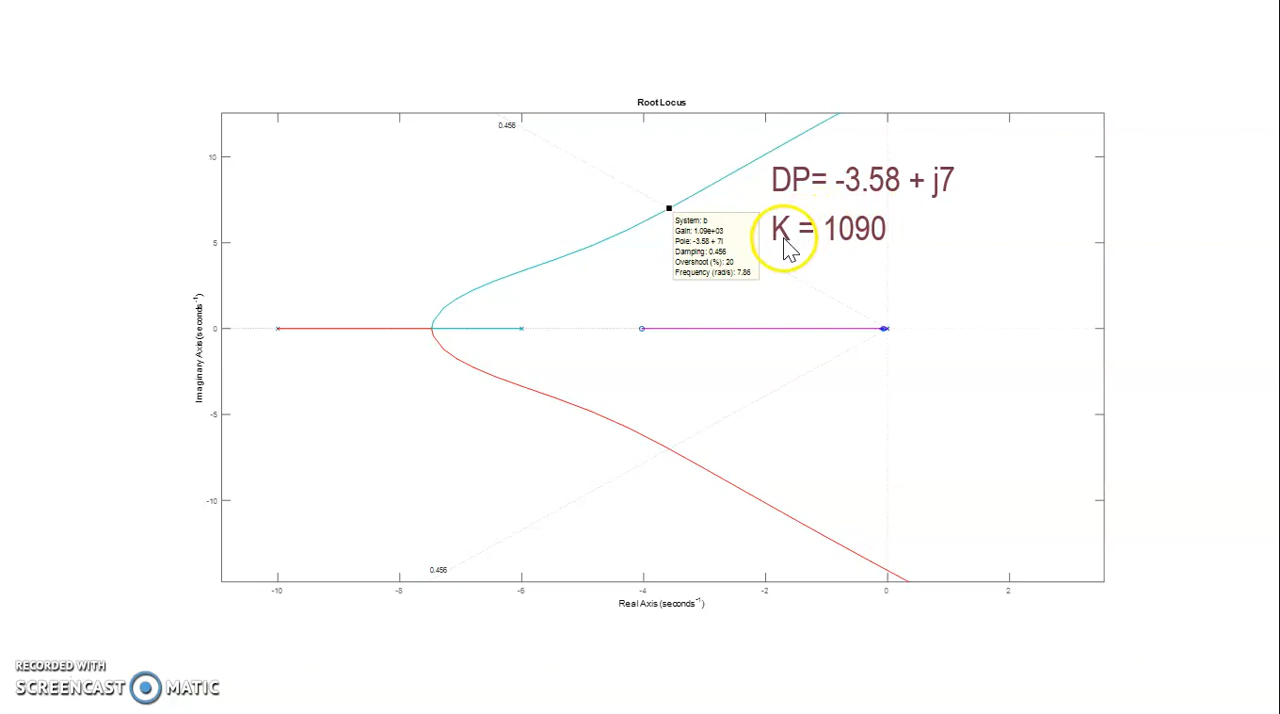 Root Locus
0.456
10
5
0
-5
-10
Imaginary Axis (seconds⁻¹)
DP= -3.58 + j7
K = 1090
System: b
Gain: 1.09e+03
Pole: -3.58 + 7i
Damping: 0.456
Overshoot (%): 20
Frequency (rad/s): 7.86
0.456
-10 -8 -6 -4 -2 0 2
Real Axis (seconds⁻¹)
RECORDED WITH
SCREENCAST MATIC